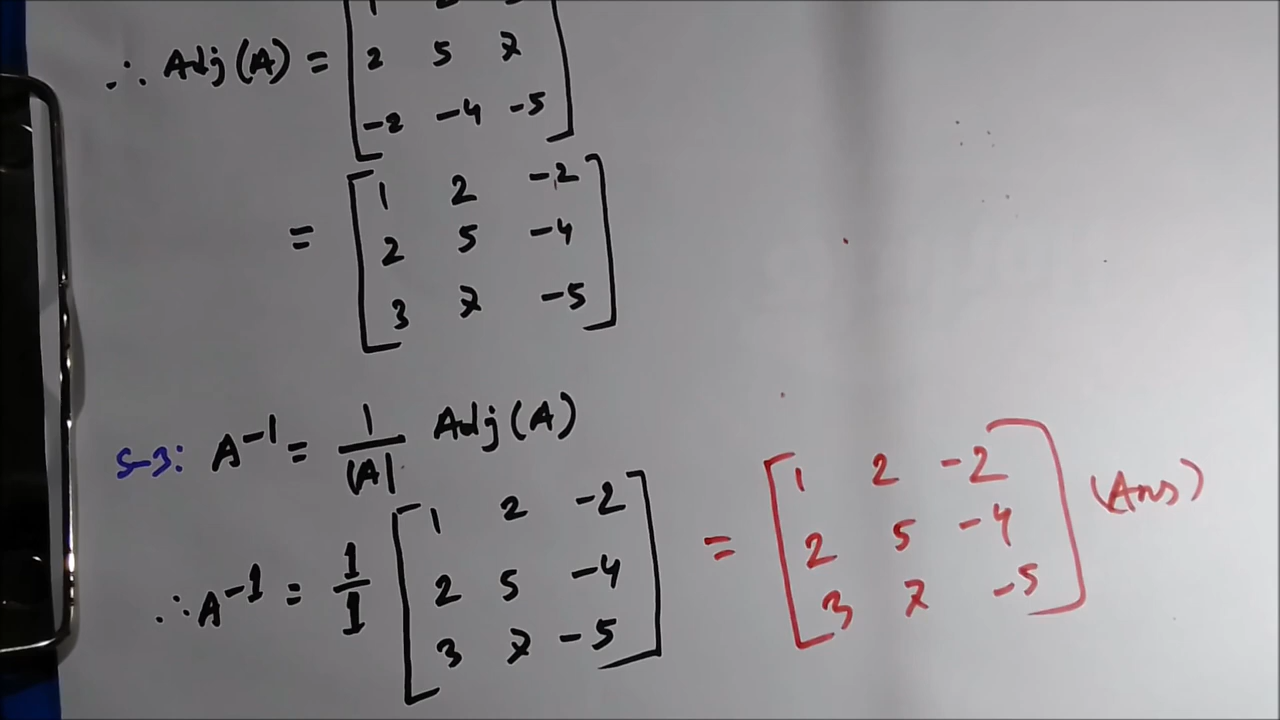 ∴ Adj(A) =
2 5 7
-2 -4 -5
= [1 2 -2
2 5 -4
3 7 -5]
S-3: A⁻¹ = 1/|A| Adj(A)
∴ A⁻¹ = 1/1 [1 2 -2
2 5 -4
3 7 -5]
= [1 2 -2
2 5 -4
3 7 -5] (Ans)